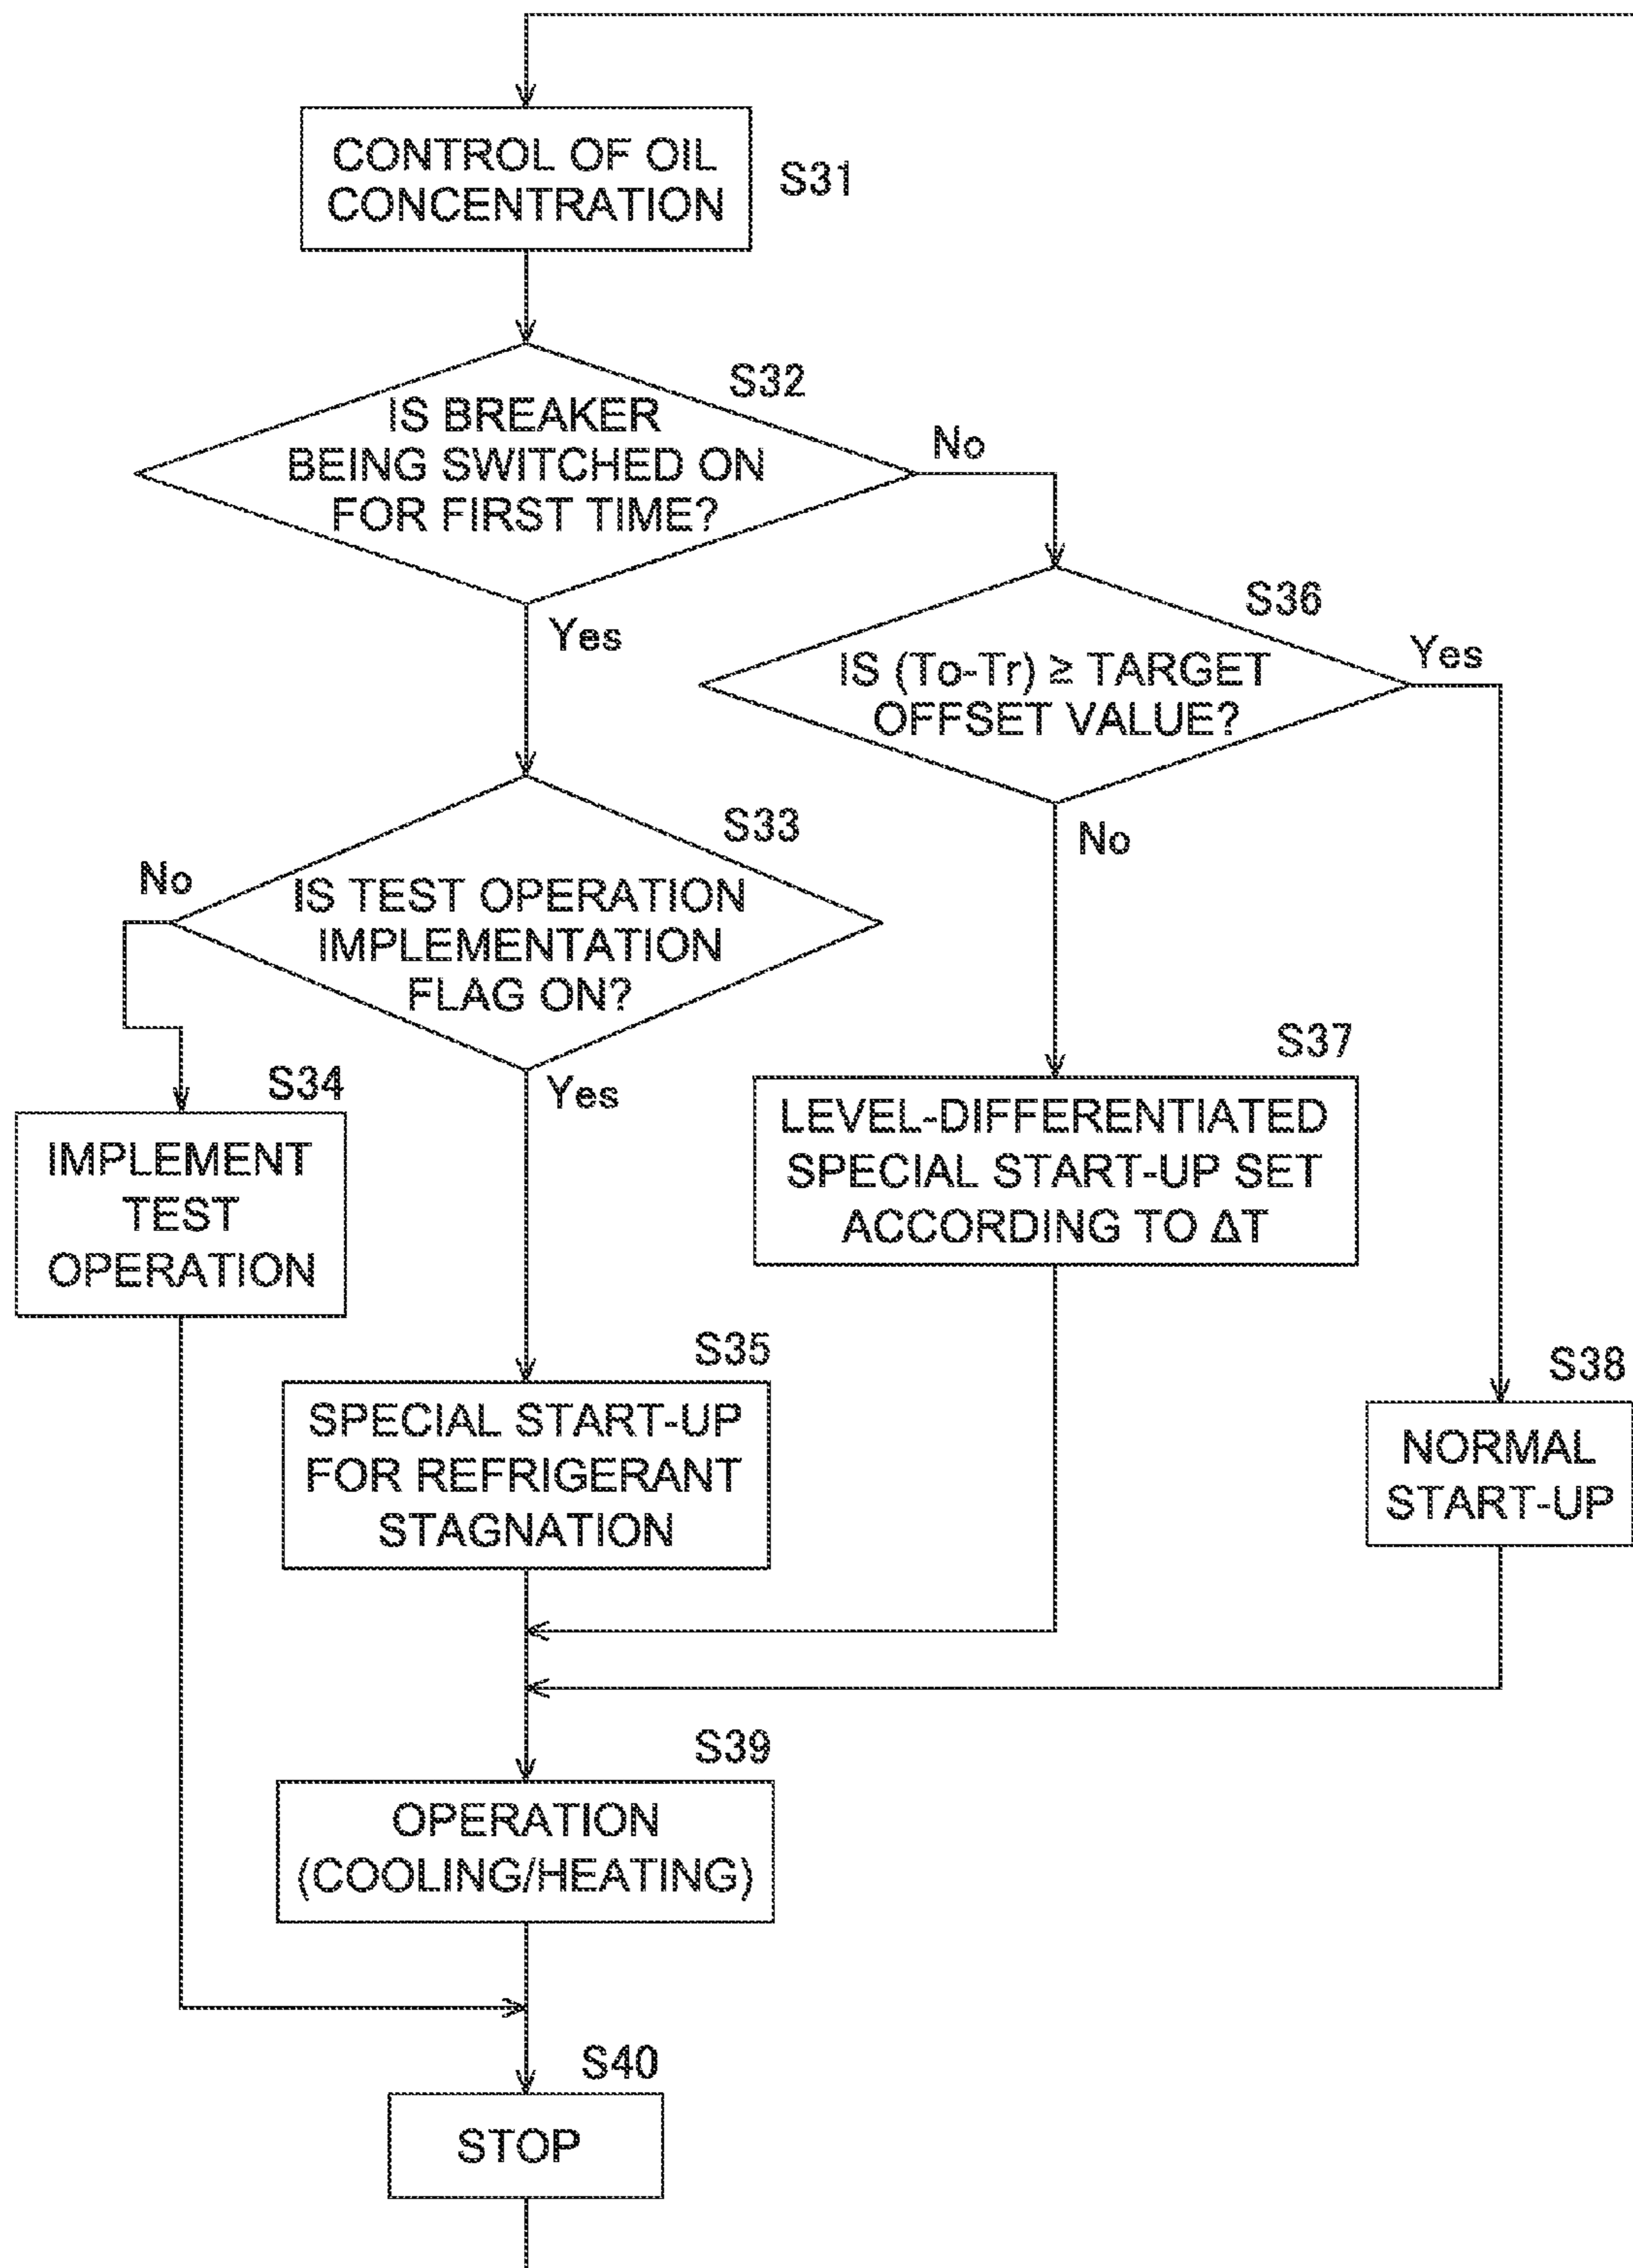 CONTROL OF OIL
CONCENTRATION
S31
S32
IS BREAKER
BEING SWITCHED ON
FOR FIRST TIME?
No
Yes
S36
IS (To-Tr) ≥ TARGET
OFFSET VALUE?
Yes
No
S33
IS TEST OPERATION
IMPLEMENTATION
FLAG ON?
No
Yes
S34
IMPLEMENT
TEST
OPERATION
S37
LEVEL-DIFFERENTIATED
SPECIAL START-UP SET
ACCORDING TO ΔT
S35
SPECIAL START-UP
FOR REFRIGERANT
STAGNATION
S38
NORMAL
START-UP
S39
OPERATION
(COOLING/HEATING)
S40
STOP